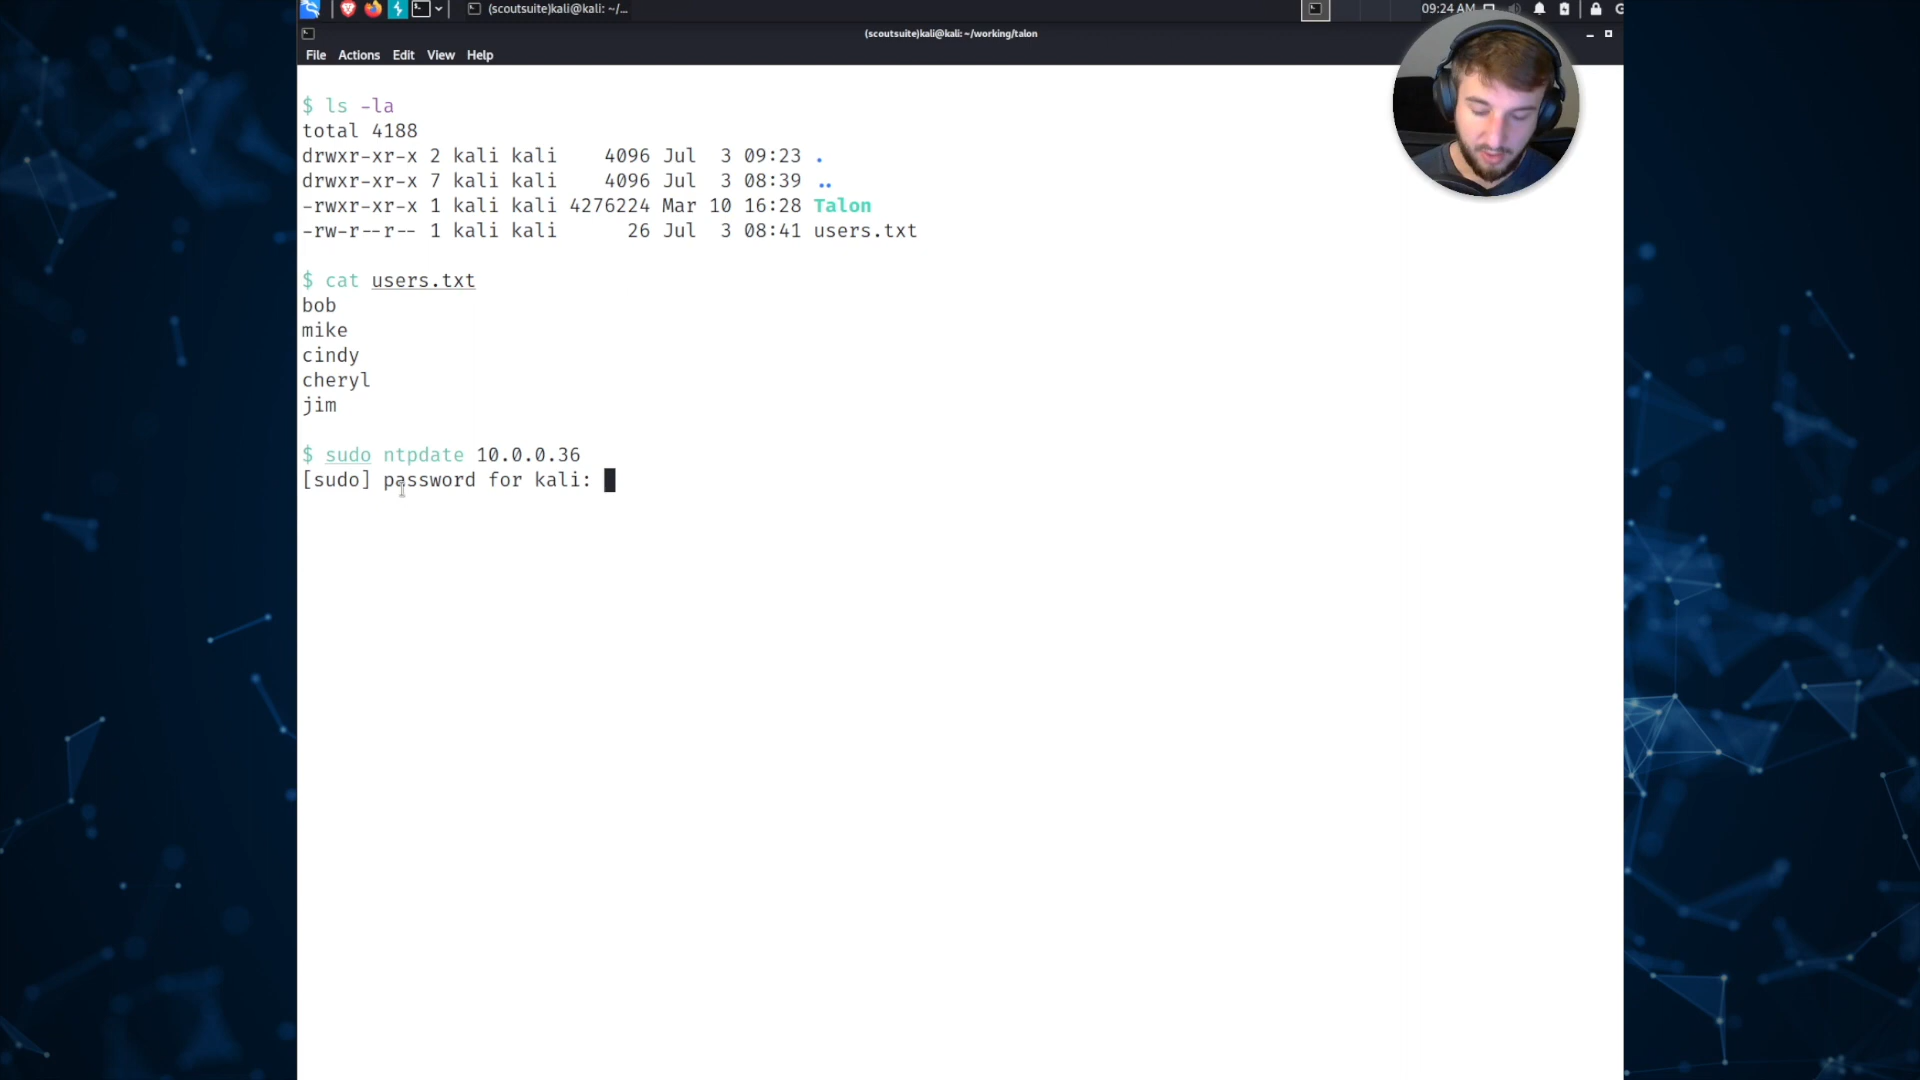 (scoutsuite)kali@kali: ~/...
09:24 AM
(scoutsuite)kali@kali: ~/working/talon
File Actions Edit View Help
$ ls -la
total 4188
drwxr-xr-x 2 kali kali    4096 Jul  3 09:23 .
drwxr-xr-x 7 kali kali    4096 Jul  3 08:39 ..
-rwxr-xr-x 1 kali kali 4276224 Mar 10 16:28 Talon
-rw-r--r-- 1 kali kali      26 Jul  3 08:41 users.txt
$ cat users.txt
bob
mike
cindy
cheryl
jim
$ sudo ntpdate 10.0.0.36
[sudo] password for kali: